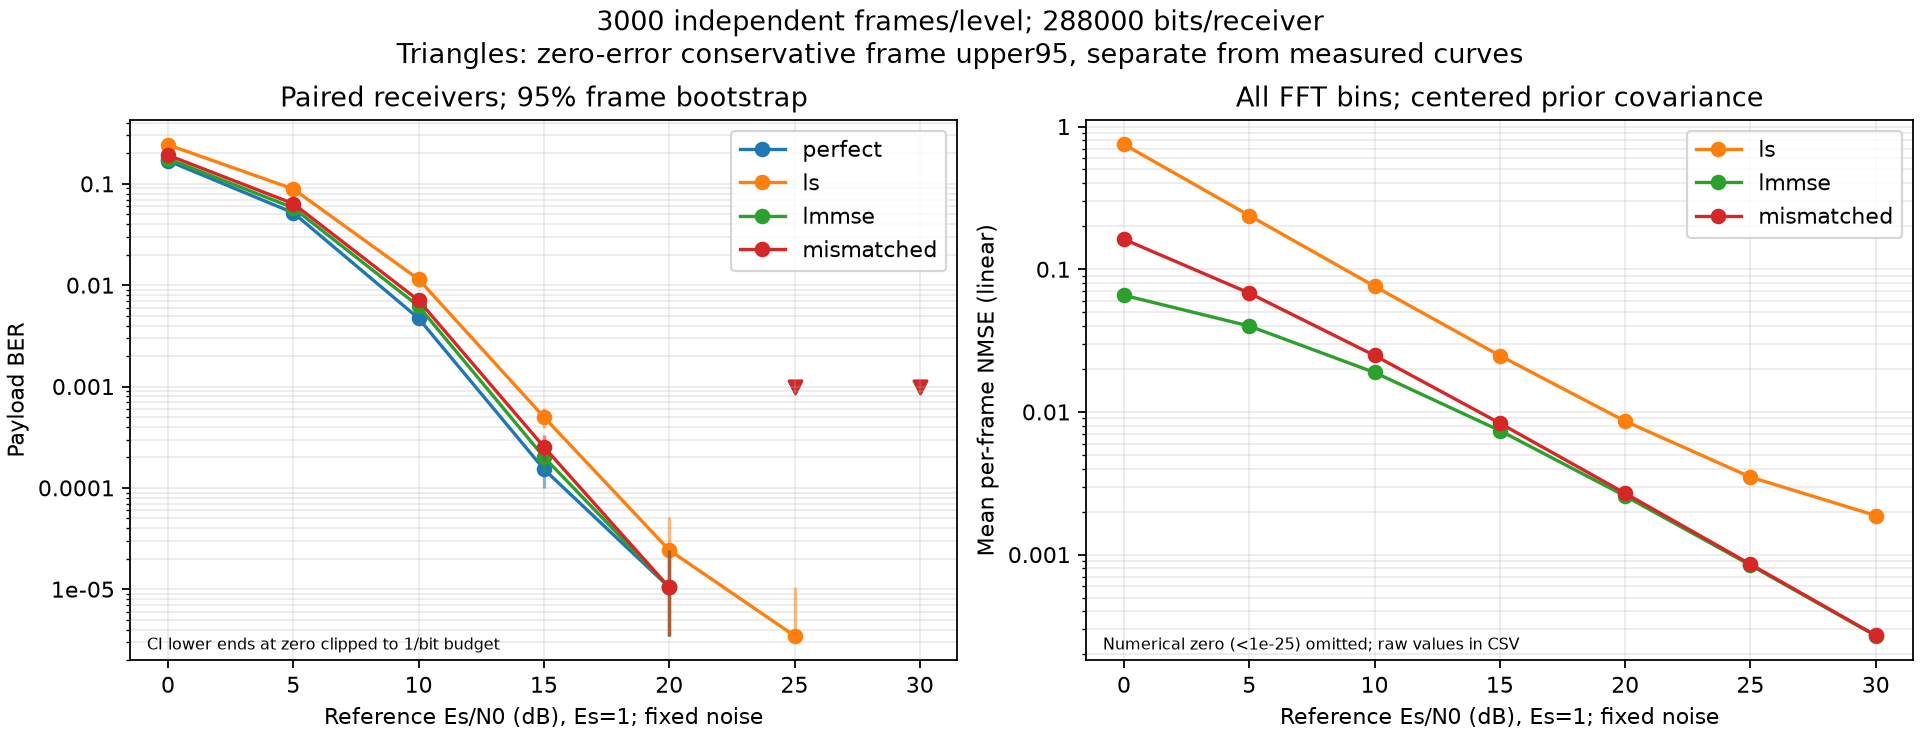 3000 independent frames/level; 288000 bits/receiver
Triangles: zero-error conservative frame upper95, separate from measured curves
Paired receivers; 95% frame bootstrap
perfect
ls
lmmse
mismatched
0.1
0.01
0.001
0.0001
1e-05
Payload BER
CI lower ends at zero clipped to 1/bit budget
0 5 10 15 20 25 30
Reference Es/N0 (dB), Es=1; fixed noise
All FFT bins; centered prior covariance
ls
lmmse
mismatched
1
0.1
0.01
0.001
Mean per-frame NMSE (linear)
Numerical zero (<1e-25) omitted; raw values in CSV
0 5 10 15 20 25 30
Reference Es/N0 (dB), Es=1; fixed noise